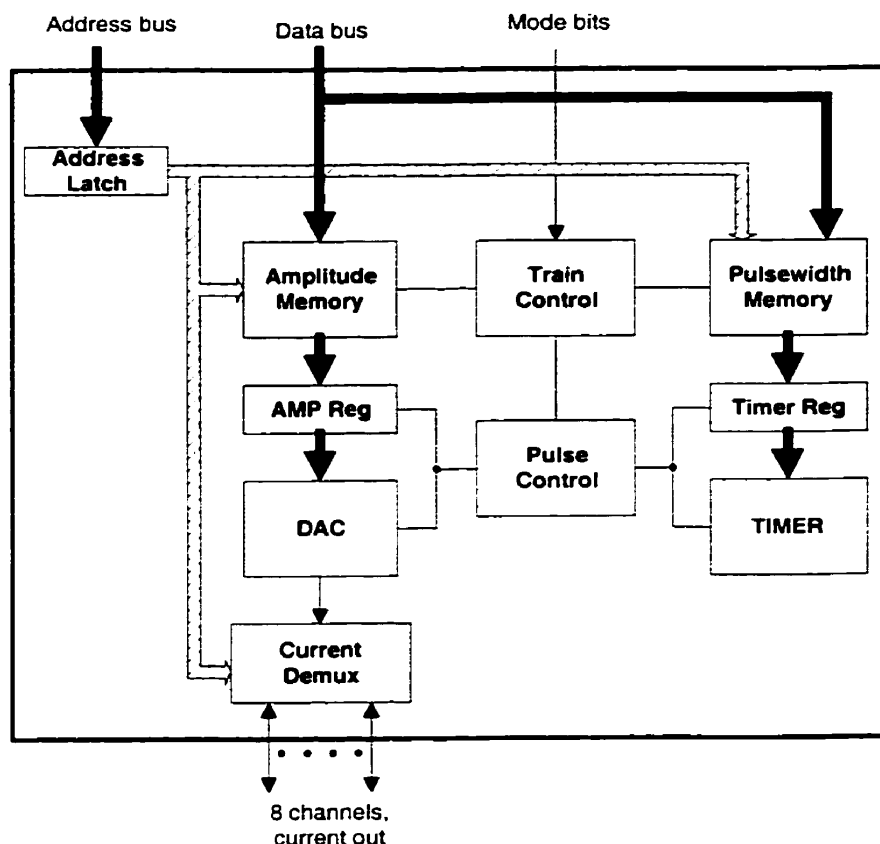 Address bus
Data bus
Mode bits
Address
Latch
Amplitude
Memory
Train
Control
Pulsewidth
Memory
AMP Reg
Timer Reg
Pulse
Control
DAC
TIMER
Current
Demux
8 channels,
current out